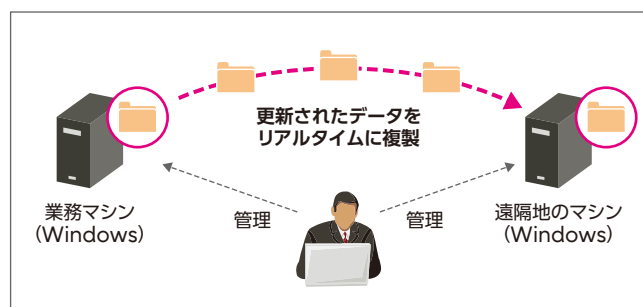 更新されたデータを
リアルタイムに複製
業務マシン
(Windows)
管理
管理
遠隔地のマシン
(Windows)